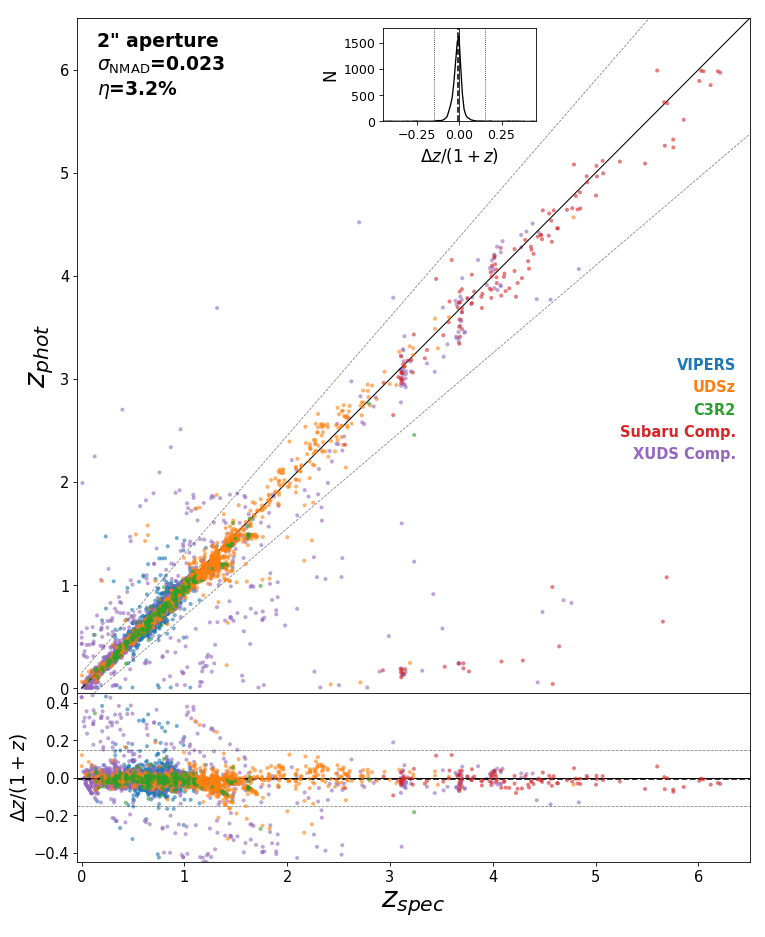 2" aperture
σNMAD=0.023
η=3.2%
N
1500
1000
500
0
−0.25 0.00 0.25
Δz/(1 + z)
6
5
4
3
2
1
0
zphot
VIPERS
UDSz
C3R2
Subaru Comp.
XUDS Comp.
0.4
0.2
0.0
−0.2
−0.4
Δz/(1 + z)
0 1 2 3 4 5 6
zspec